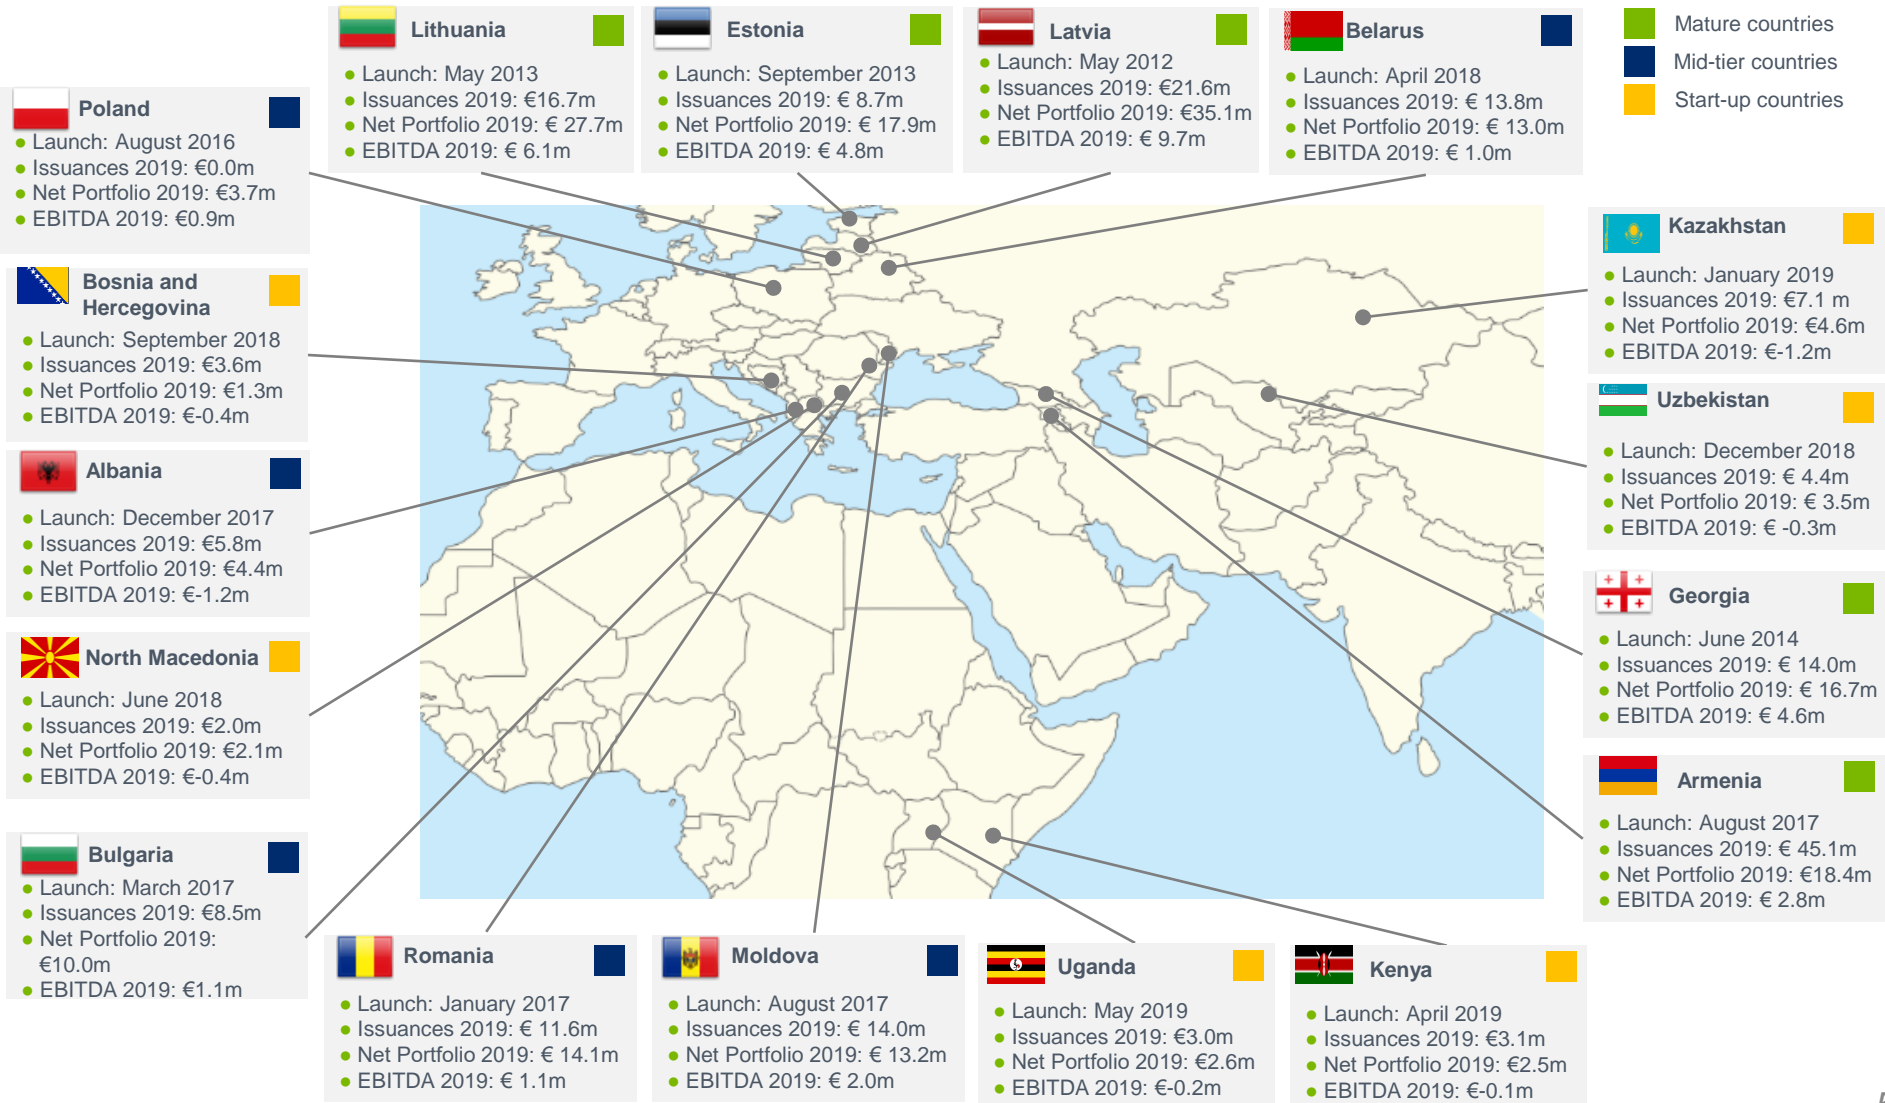 Lithuania
Launch: May 2013
Issuances 2019: €16.7m
Net Portfolio 2019: € 27.7m
EBITDA 2019: € 6.1m
Estonia
Launch: September 2013
Issuances 2019: € 8.7m
Net Portfolio 2019: € 17.9m
EBITDA 2019: € 4.8m
Latvia
Launch: May 2012
Issuances 2019: €21.6m
Net Portfolio 2019: €35.1m
EBITDA 2019: € 9.7m
Belarus
Launch: April 2018
Issuances 2019: € 13.8m
Net Portfolio 2019: € 13.0m
EBITDA 2019: € 1.0m
Mature countries
Mid-tier countries
Start-up countries
Poland
Launch: August 2016
Issuances 2019: €0.0m
Net Portfolio 2019: €3.7m
EBITDA 2019: €0.9m
Bosnia and
Hercegovina
Launch: September 2018
Issuances 2019: €3.6m
Net Portfolio 2019: €1.3m
EBITDA 2019: €-0.4m
Albania
Launch: December 2017
Issuances 2019: €5.8m
Net Portfolio 2019: €4.4m
EBITDA 2019: €-1.2m
North Macedonia
Launch: June 2018
Issuances 2019: €2.0m
Net Portfolio 2019: €2.1m
EBITDA 2019: €-0.4m
Bulgaria
Launch: March 2017
Issuances 2019: €8.5m
Net Portfolio 2019:
€10.0m
EBITDA 2019: €1.1m
Kazakhstan
Launch: January 2019
Issuances 2019: €7.1 m
Net Portfolio 2019: €4.6m
EBITDA 2019: €-1.2m
Uzbekistan
Launch: December 2018
Issuances 2019: € 4.4m
Net Portfolio 2019: € 3.5m
EBITDA 2019: € -0.3m
Georgia
Launch: June 2014
Issuances 2019: € 14.0m
Net Portfolio 2019: € 16.7m
EBITDA 2019: € 4.6m
Armenia
Launch: August 2017
Issuances 2019: € 45.1m
Net Portfolio 2019: €18.4m
EBITDA 2019: € 2.8m
Romania
Launch: January 2017
Issuances 2019: € 11.6m
Net Portfolio 2019: € 14.1m
EBITDA 2019: € 1.1m
Moldova
Launch: August 2017
Issuances 2019: € 14.0m
Net Portfolio 2019: € 13.2m
EBITDA 2019: € 2.0m
Uganda
Launch: May 2019
Issuances 2019: €3.0m
Net Portfolio 2019: €2.6m
EBITDA 2019: €-0.2m
Kenya
Launch: April 2019
Issuances 2019: €3.1m
Net Portfolio 2019: €2.5m
EBITDA 2019: €-0.1m